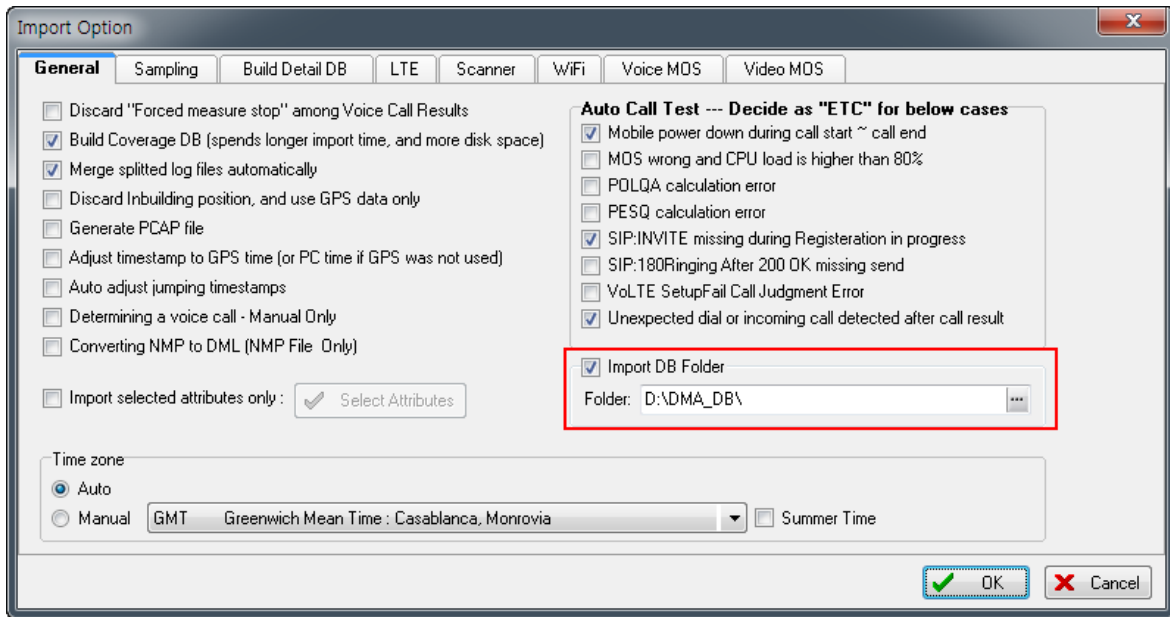 Import Option
General
Sampling
Build Detail DB
LTE
Scanner
WiFi
Voice MOS
Video MOS
Discard "Forced measure stop" among Voice Call Results
Build Coverage DB (spends longer import time, and more disk space)
Merge splitted log files automatically
Discard Inbuilding position, and use GPS data only
Generate PCAP file
Adjust timestamp to GPS time (or PC time if GPS was not used)
Auto adjust jumping timestamps
Determining a voice call - Manual Only
Converting NMP to DML (NMP File  Only)
Import selected attributes only :
Select Attributes
Auto Call Test --- Decide as "ETC" for below cases
Mobile power down during call start ~ call end
MOS wrong and CPU load is higher than 80%
POLQA calculation error
PESQ calculation error
SIP:INVITE missing during Registeration in progress
SIP:180Ringing After 200 OK missing send
VoLTE SetupFail Call Judgment Error
Unexpected dial or incoming call detected after call result
Import DB Folder
Folder: D:\DMA_DB\
...
Time zone
Auto
Manual
GMT Greenwich Mean Time : Casablanca, Monrovia
Summer Time
OK
Cancel